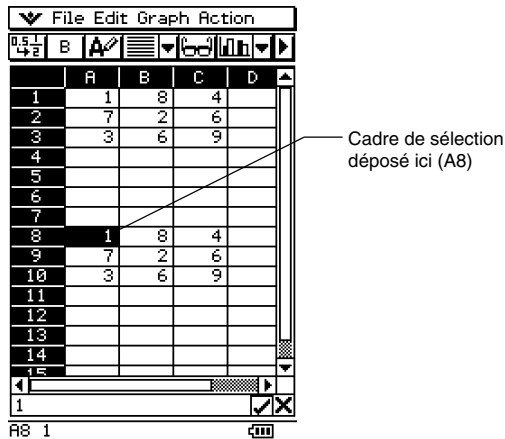 File Edit Graph Action
0.5 1/2 B A
A B C D
1 1 8 4
2 7 2 6
3 3 6 9
Cadre de sélection
déposé ici (A8)
4
5
6
7
8 1 8 4
9 7 2 6
10 3 6 9
11
12
13
14
15
1
A8 1